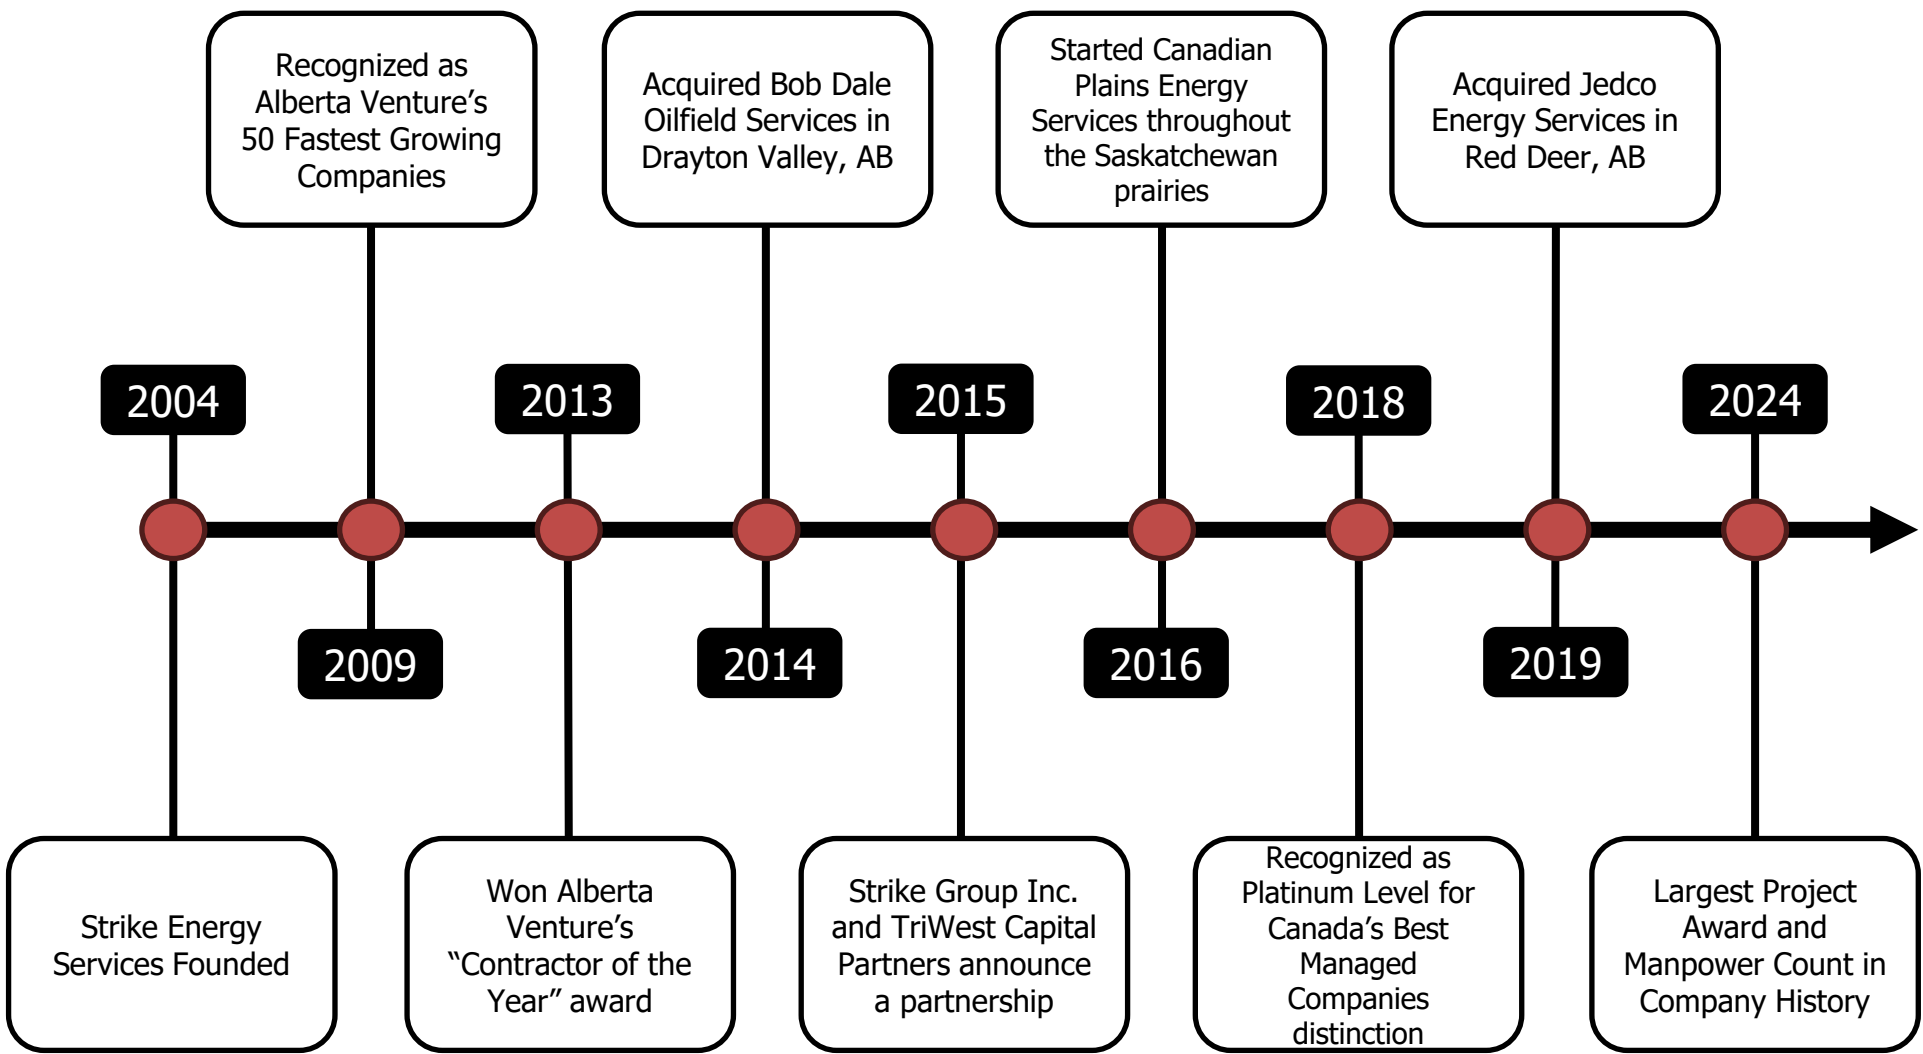 Recognized as
Alberta Venture’s
50 Fastest Growing
Companies
Acquired Bob Dale
Oilfield Services in
Drayton Valley, AB
Started Canadian
Plains Energy
Services throughout
the Saskatchewan
prairies
Acquired Jedco
Energy Services in
Red Deer, AB
2004
2013
2015
2018
2024
2009
2014
2016
2019
Strike Energy
Services Founded
Won Alberta
Venture’s
“Contractor of the
Year” award
Strike Group Inc.
and TriWest Capital
Partners announce
a partnership
Recognized as
Platinum Level for
Canada’s Best
Managed
Companies
distinction
Largest Project
Award and
Manpower Count in
Company History